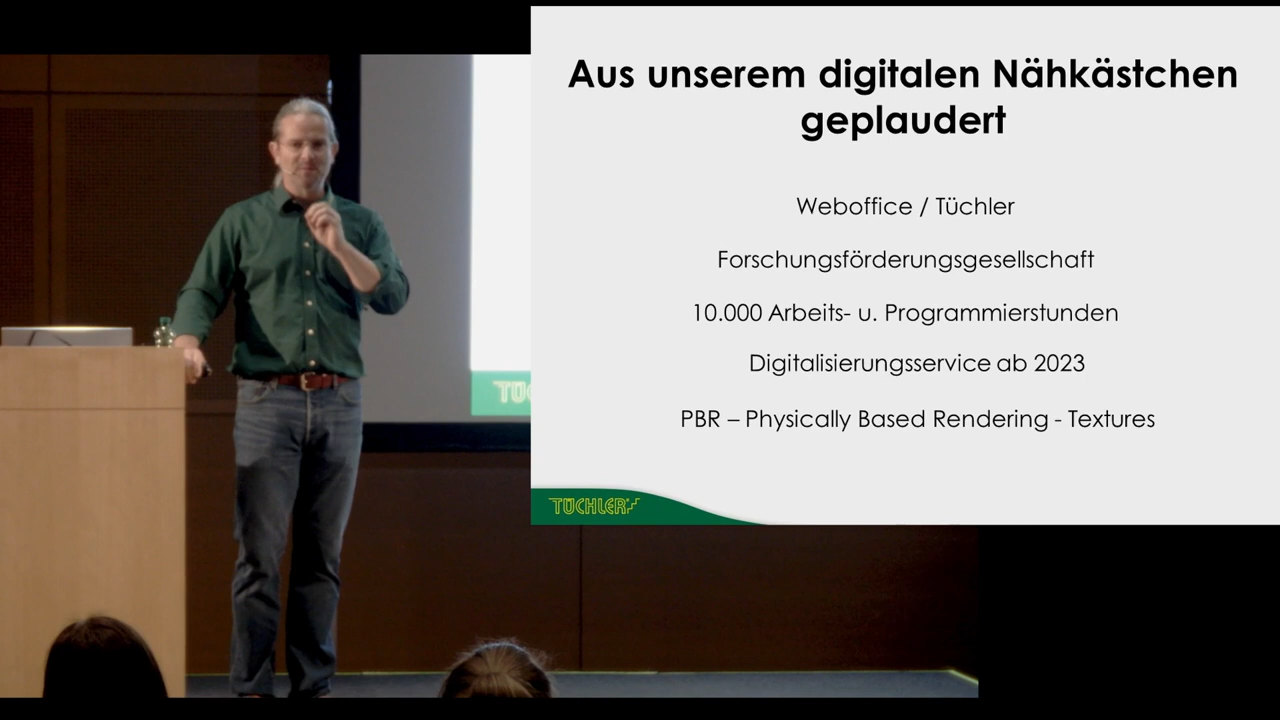 Aus unserem digitalen Nähkästchen
geplaudert
Weboffice / Tüchler
Forschungsförderungsgesellschaft
10.000 Arbeits- u. Programmierstunden
Digitalisierungsservice ab 2023
PBR – Physically Based Rendering - Textures
TÜCHLER
TÜ